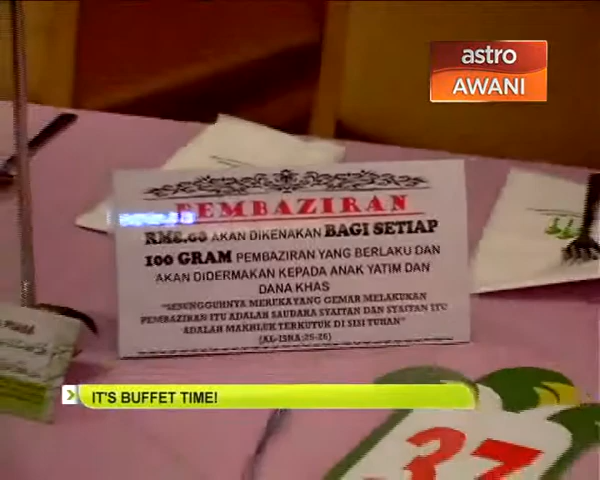 astro
AWANI
PEMBAZIRAN
AKAN DIKENAKAN BAGI SETIAP
100 GRAM PEMBAZIRAN YANG BERLAKU DAN
AKAN DIDERMAKAN KEPADA ANAK YATIM DAN
DANA KHAS
"SESUNGGUHNYA MEREKA YANG GEMAR MELAKUKAN
PEMBAZIRAN ITU ADALAH SAUDARA SYAITAN DAN SYAITAN ITU
ADALAH MAKHLUK TERKUTUK DI SISI TUHAN"
(AL-ISRA:26-26)
IT'S BUFFET TIME!
37